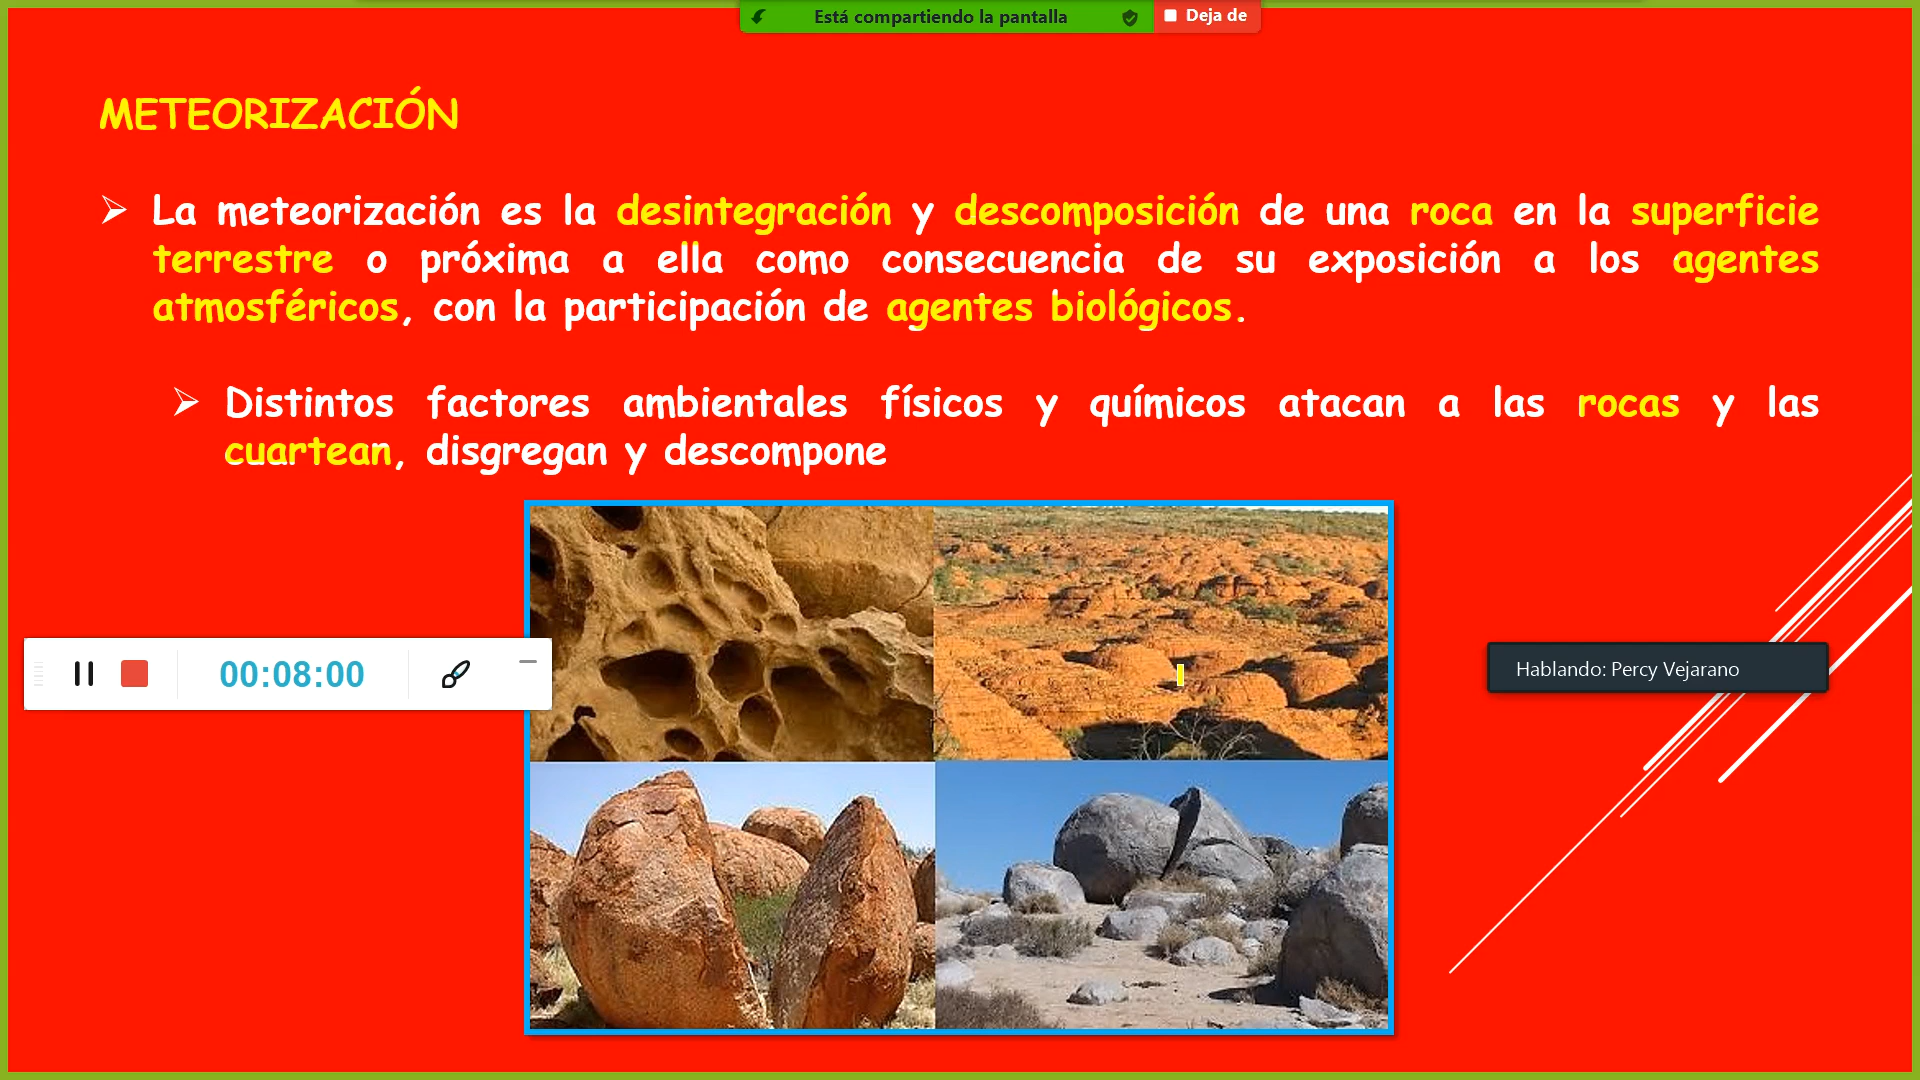 Está compartiendo la pantalla
Deja de
METEORIZACIÓN
La meteorización es la desintegración y descomposición de una roca en la superficie
terrestre o próxima a ella como consecuencia de su exposición a los agentes
atmosféricos, con la participación de agentes biológicos.
Distintos factores ambientales físicos y químicos atacan a las rocas y las
cuartean, disgregan y descompone
00:08:00
Hablando: Percy Vejarano